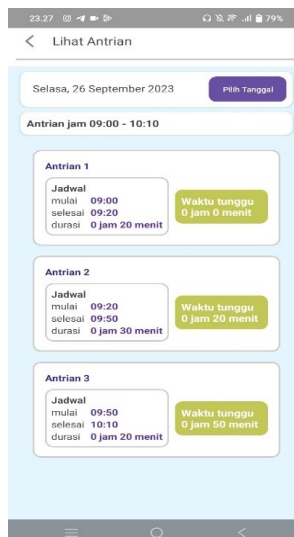 23.27 79%
Lihat Antrian
Selasa, 26 September 2023 Pilih Tanggal
Antrian jam 09:00 - 10:10
Antrian 1
Jadwal
mulai 09:00
selesai 09:20
durasi 0 jam 20 menit
Waktu tunggu
0 jam 0 menit
Antrian 2
Jadwal
mulai 09:20
selesai 09:50
durasi 0 jam 30 menit
Waktu tunggu
0 jam 20 menit
Antrian 3
Jadwal
mulai 09:50
selesai 10:10
durasi 0 jam 20 menit
Waktu tunggu
0 jam 50 menit